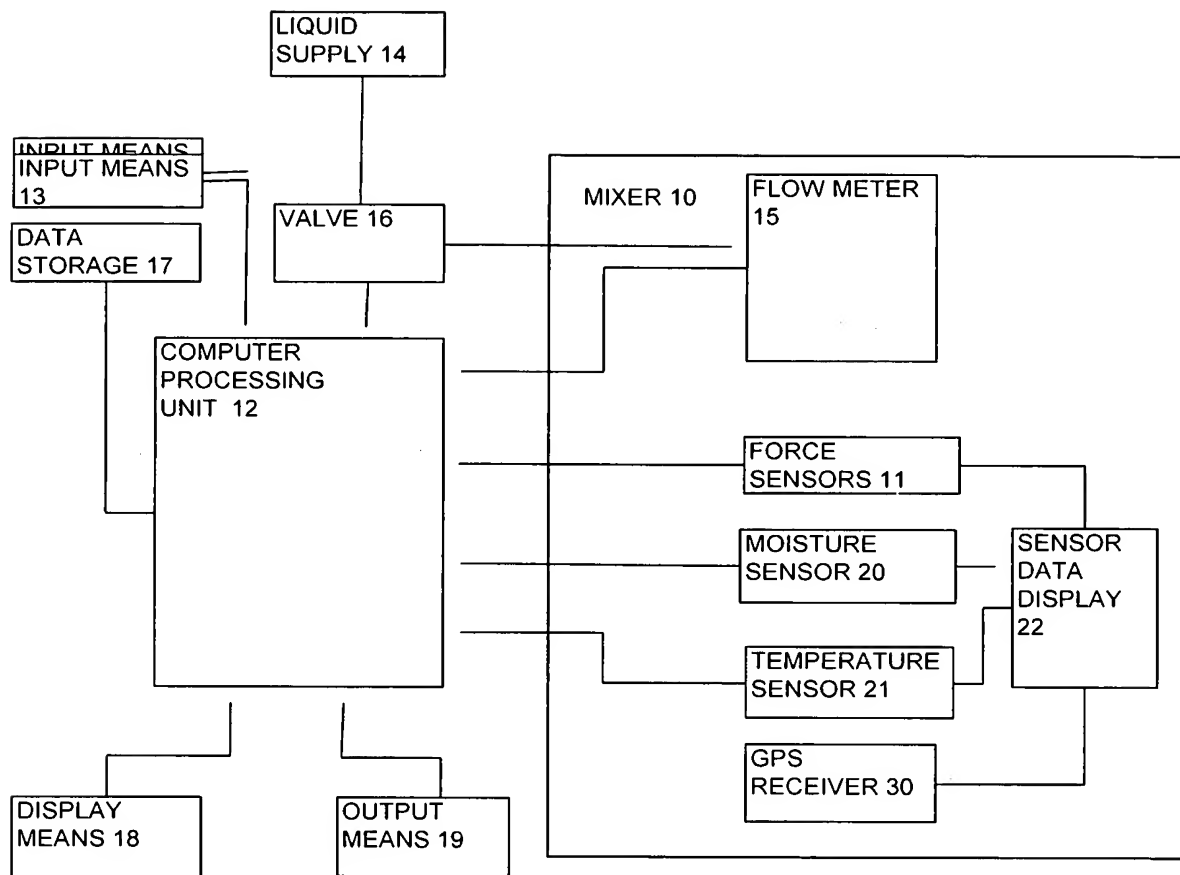 LIQUID
SUPPLY 14
INPUT MEANS
INPUT MEANS
13
DATA
STORAGE 17
VALVE 16
MIXER 10
FLOW METER
15
COMPUTER
PROCESSING
UNIT 12
FORCE
SENSORS 11
MOISTURE
SENSOR 20
SENSOR
DATA
DISPLAY
22
TEMPERATURE
SENSOR 21
GPS
RECEIVER 30
DISPLAY
MEANS 18
OUTPUT
MEANS 19